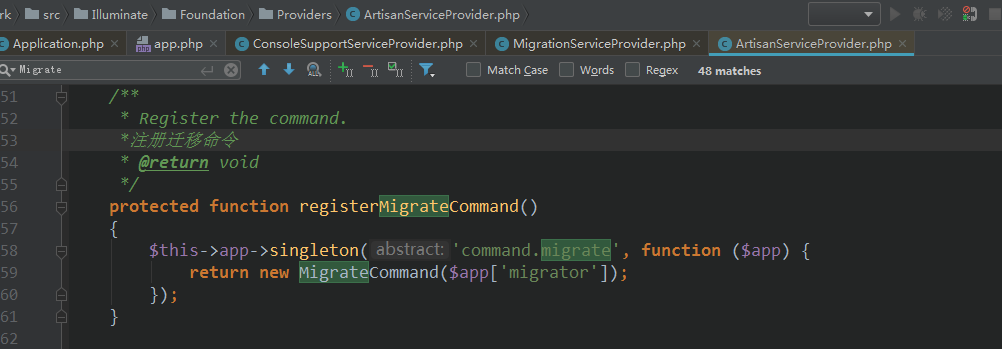 rk src Illuminate Foundation Providers ArtisanServiceProvider.php
Application.php app.php ConsoleSupportServiceProvider.php MigrationServiceProvider.php ArtisanServiceProvider.php
Migrate Match Case Words Regex 48 matches
51 /**
52 * Register the command.
53 *注册迁移命令
54 * @return void
55 */
56 protected function registerMigrateCommand()
57 {
58 $this->app->singleton( abstract: 'command.migrate', function ($app) {
59 return new MigrateCommand($app['migrator']);
60 });
61 }
62